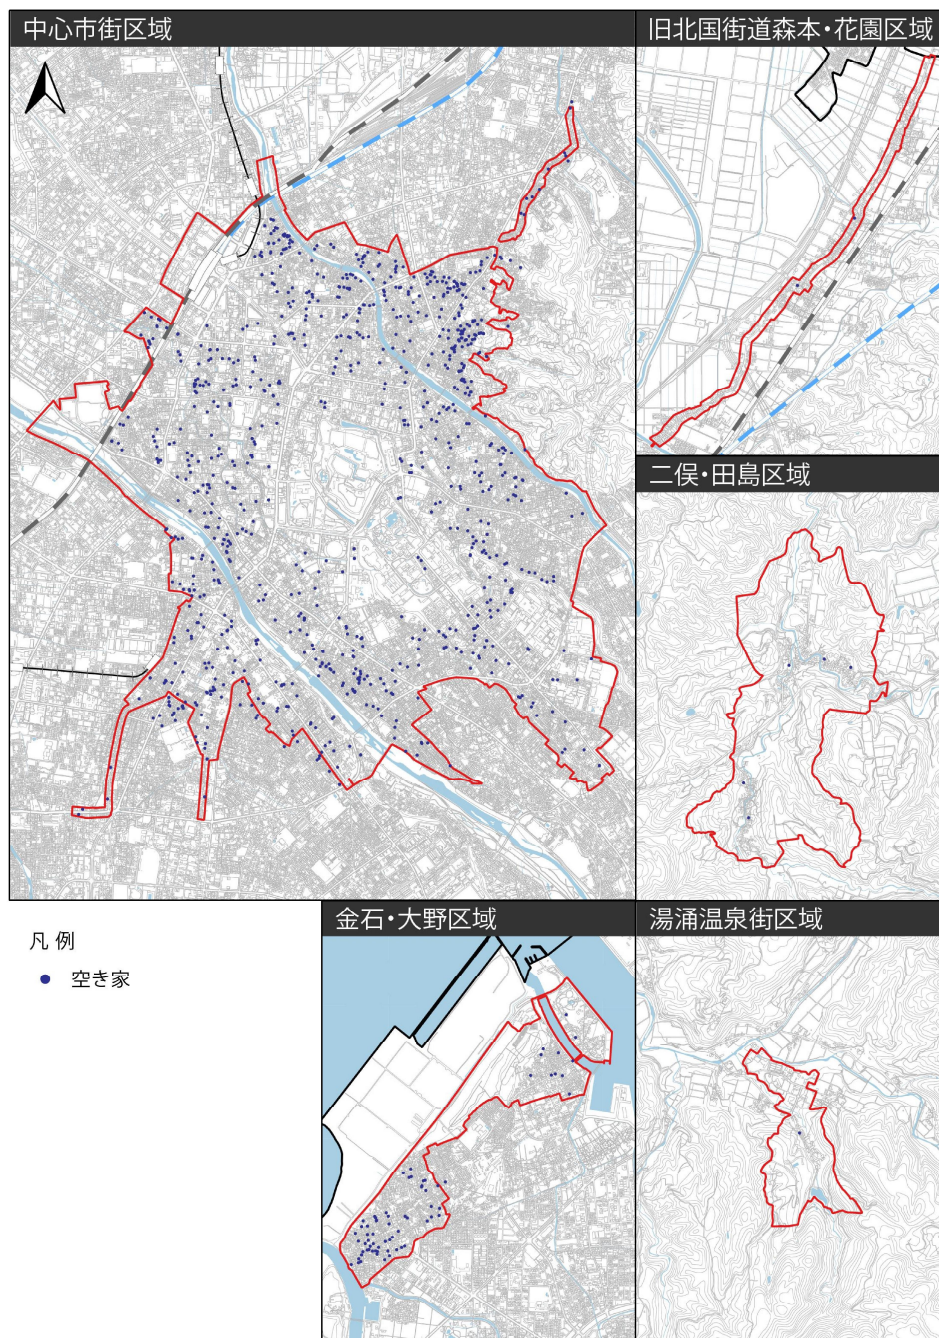 中心市街区域
旧北国街道森本・花園区域
二俣・田島区域
凡 例
空き家
金石・大野区域
湯涌温泉街区域